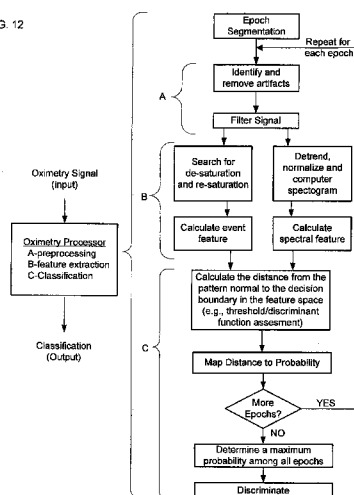 G. 12
Epoch
Segmentation
Repeat for
each epoch
Identify and
remove artifacts
A
Filter Signal
Oximetry Signal
(Input)
Search for
de-saturation
and re-saturation
Detrend,
normalize and
computer
spectogram
B
Oximetry Processor
A-preprocessing
B-feature extraction
C-Classification
Calculate event
feature
Calculate
spectral feature
Calculate the distance from the
pattern normal to the decision
boundary in the feature space
(e.g., threshold/discriminant
function assesment)
Classification
(Output)
C
Map Distance to Probability
More
Epochs?
YES
NO
Determine a maximum
probability among all epochs
Discriminate